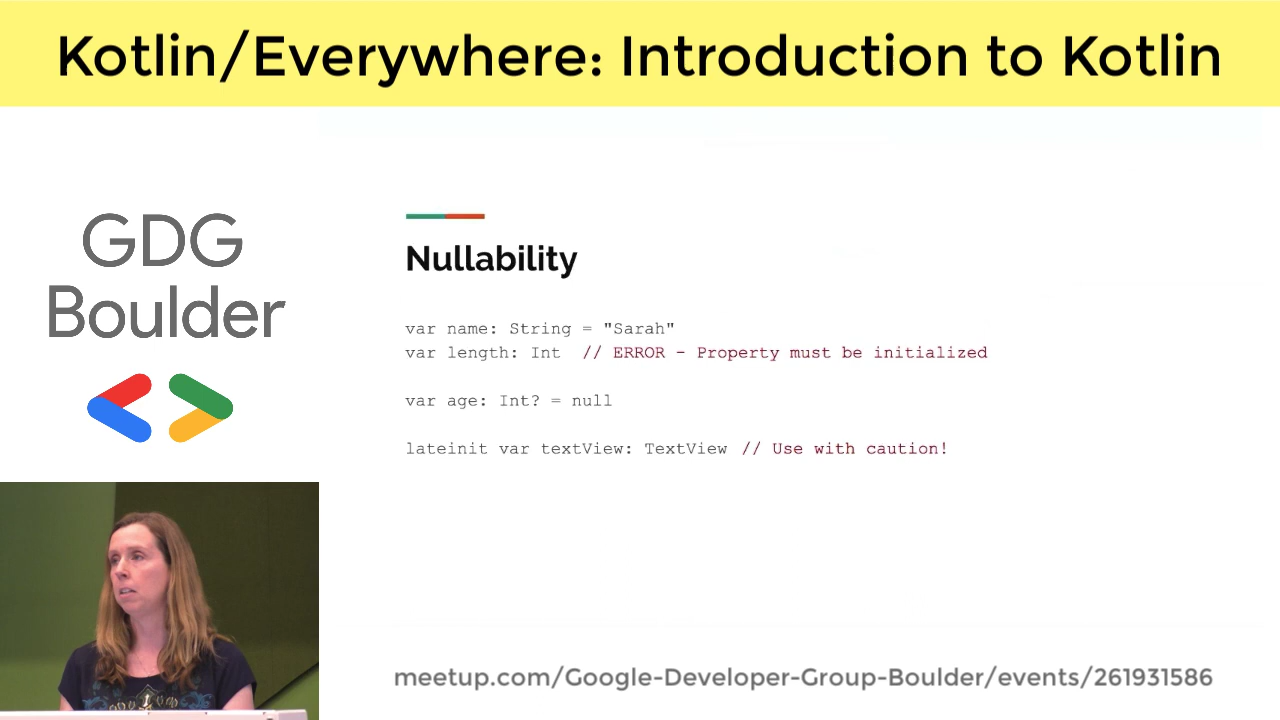 Kotlin/Everywhere: Introduction to Kotlin
GDG
Boulder
Nullability
var name: String = "Sarah"
var length: Int // ERROR - Property must be initialized
var age: Int? = null
lateinit var textView: TextView // Use with caution!
meetup.com/Google-Developer-Group-Boulder/events/261931586